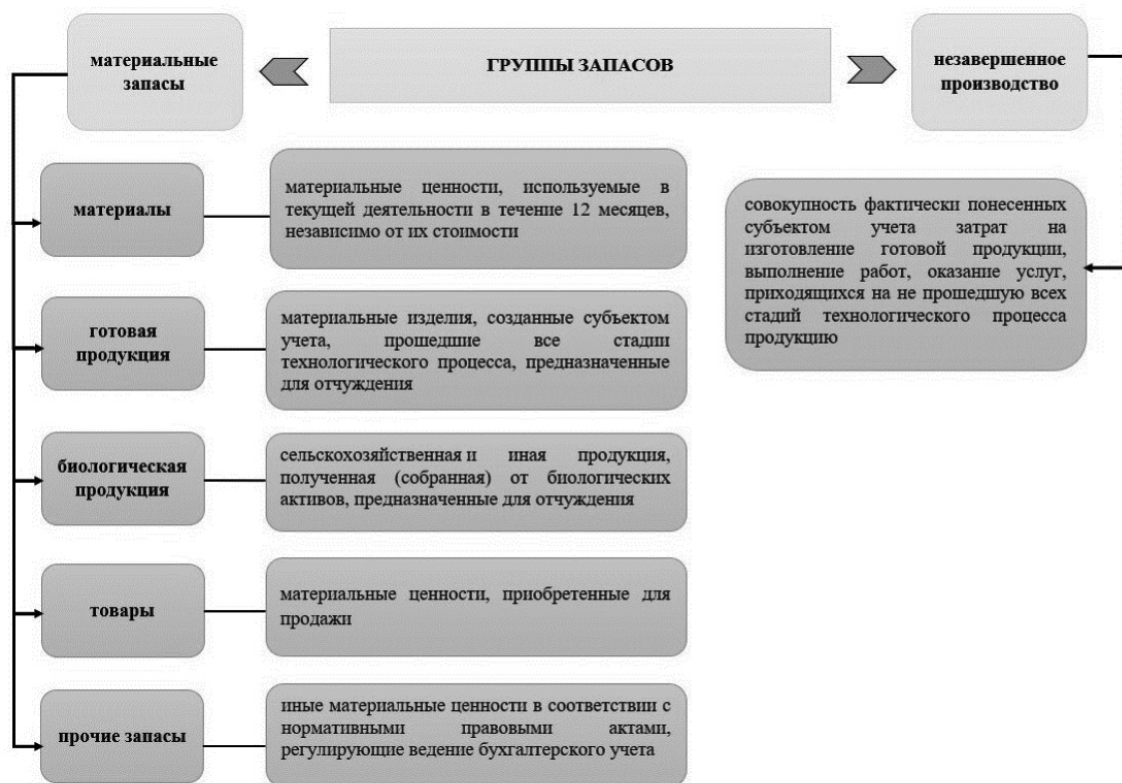 материальные
запасы
ГРУППЫ ЗАПАСОВ
незавершенное
производство
материалы
материальные ценности, используемые в
текущей деятельности в течение 12 месяцев,
независимо от их стоимости
совокупность фактически понесенных
субъектом учета затрат на
изготовление готовой продукции,
выполнение работ, оказание услуг,
приходящихся на не прошедшую всех
стадий технологического процесса
продукцию
готовая
продукция
материальные изделия, созданные субъектом
учета, прошедшие все стадии
технологического процесса, предназначенные
для отчуждения
биологическая
продукция
сельскохозяйственная и иная продукция,
полученная (собранная) от биологических
активов, предназначенные для отчуждения
товары
материальные ценности, приобретенные для
продажи
прочие запасы
иные материальные ценности в соответствии с
нормативными правовыми актами,
регулирующие ведение бухгалтерского учета